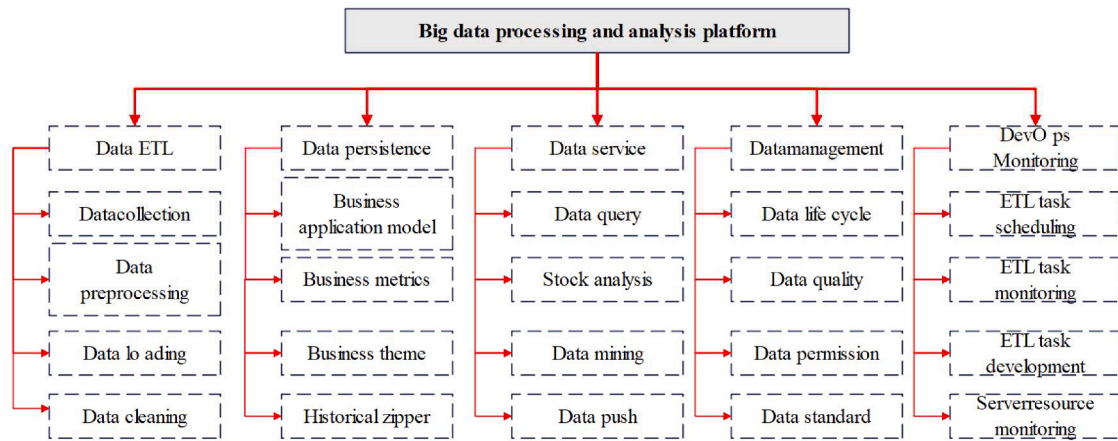 Big data processing and analysis platform
Data ETL
Data persistence
Data service
Datamanagement
DevO ps
Monitoring
Datacollection
Business
application model
Data query
Data life cycle
ETL task
scheduling
Data
preprocessing
Business metrics
Stock analysis
Data quality
ETL task
monitoring
Data lo ading
Business theme
Data mining
Data permission
ETL task
development
Data cleaning
Historical zipper
Data push
Data standard
Serverresource
monitoring